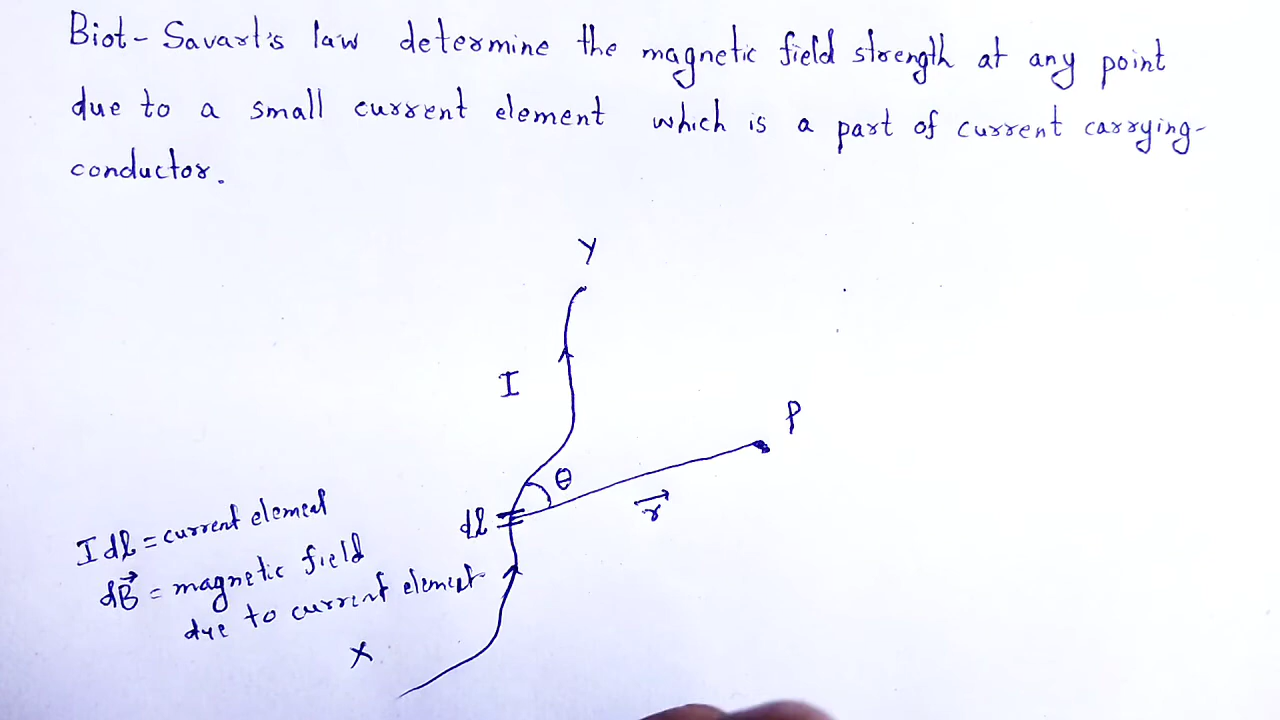 Biot-Savart's law determine the magnetic field strength at any point
due to a small current element which is a part of current carrying-
conductor.
Y
I
P
θ
r⃗
dl
I dl = current element
dB⃗ = magnetic field
due to current element
X